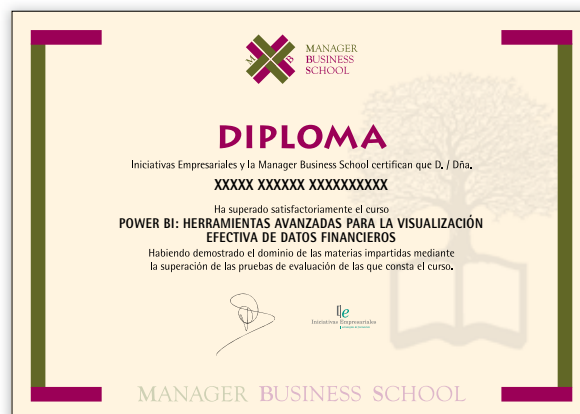 M B
MANAGER
BUSINESS
SCHOOL
DIPLOMA
Iniciativas Empresariales y la Manager Business School certifican que D. / Dña.
XXXXX XXXXXX XXXXXXXXXX
Ha superado satisfactoriamente el curso
POWER BI: HERRAMIENTAS AVANZADAS PARA LA VISUALIZACIÓN
EFECTIVA DE DATOS FINANCIEROS
Habiendo demostrado el dominio de las materias impartidas mediante
la superación de las pruebas de evaluación de las que consta el curso.
Ile
Iniciativas Empresariales
MANAGER BUSINESS SCHOOL